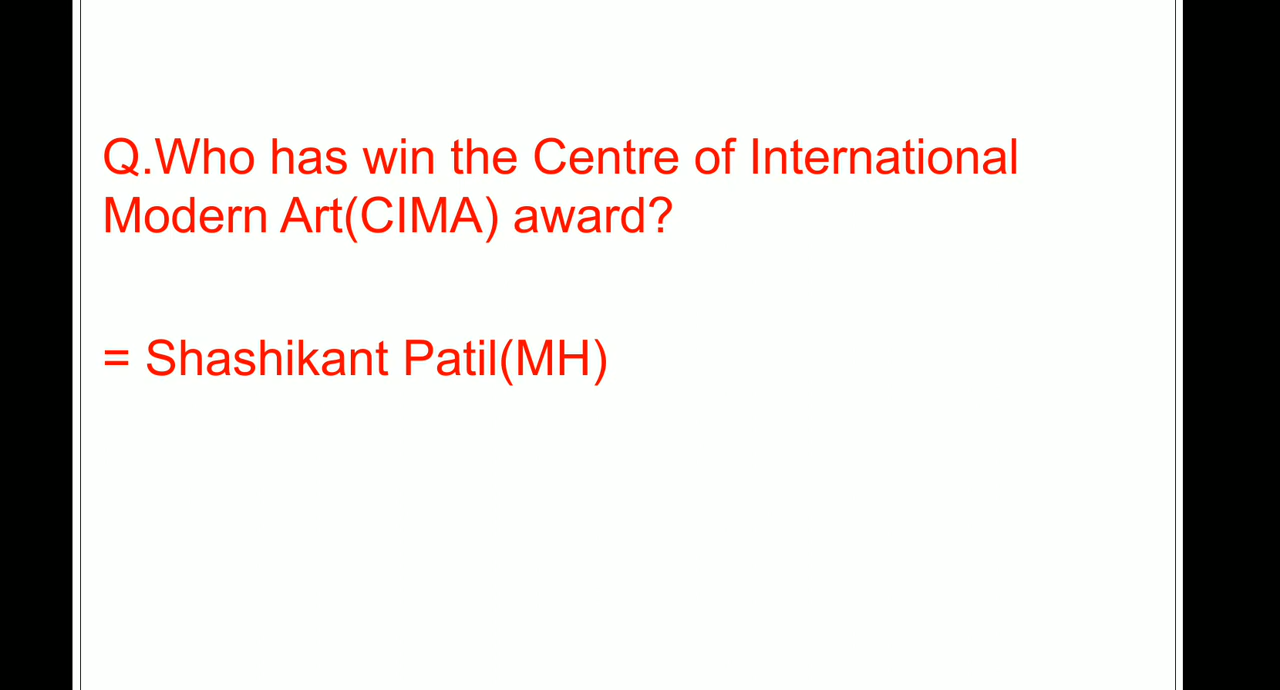 Q.Who has win the Centre of International
Modern Art(CIMA) award?
= Shashikant Patil(MH)